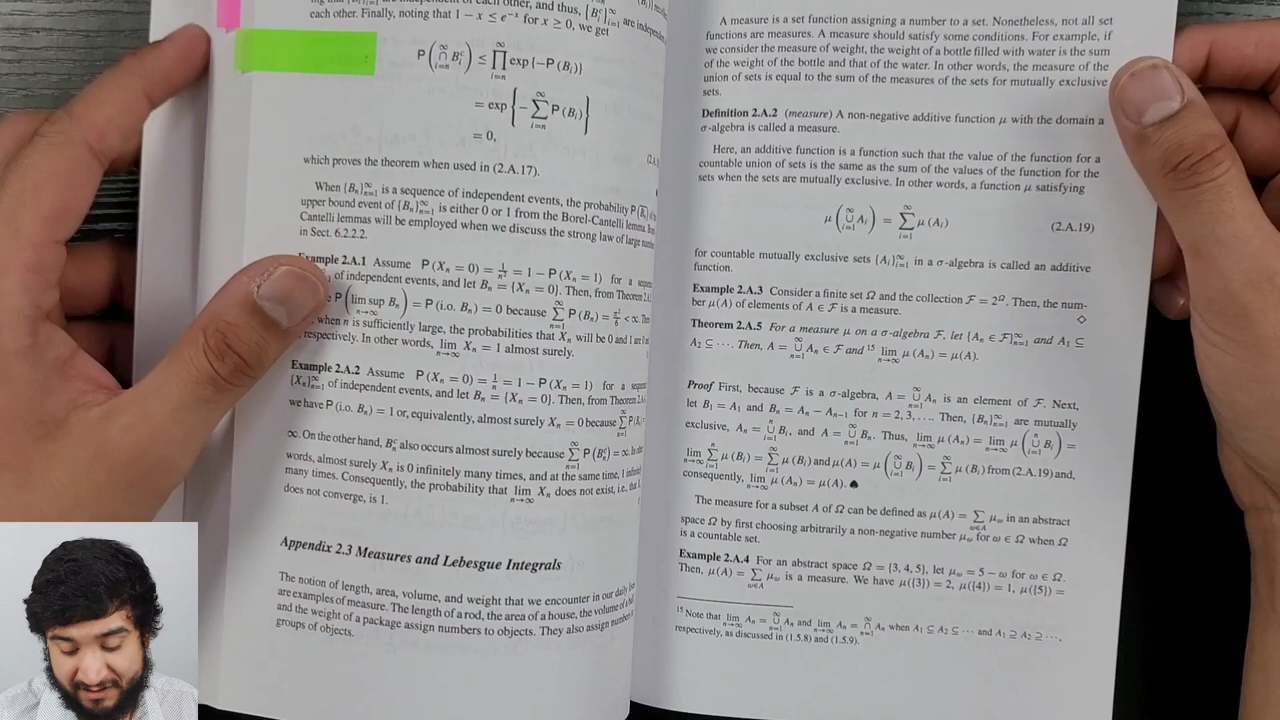 each other, and thus, {B_i^c}_{i=1}^∞ are independent
each other. Finally, noting that 1 − x ≤ e^{−x} for x ≥ 0, we get
P(∩_{i=n}^∞ B_i^c) ≤ ∏_{i=n}^∞ exp{−P(B_i)}
= exp{−∑_{i=n}^∞ P(B_i)}
= 0,
which proves the theorem when used in (2.A.17).
When {B_n}_{n=1}^∞ is a sequence of independent events, the probability P
upper bound event of {B_n}_{n=1}^∞ is either 0 or 1 from the Borel-Cantelli lemma.
Cantelli lemmas will be employed when we discuss the strong law of large
in Sect. 6.2.2.2.
Example 2.A.1 Assume P(X_n = 0) = 1/n² = 1 − P(X_n = 1) for a
of independent events, and let B_n = {X_n = 0}. Then, from Theorem
P(lim sup_{n→∞} B_n) = P(i.o. B_n) = 0 because ∑_{n=1}^∞ P(B_n) = π²/6 < ∞.
when n is sufficiently large, the probabilities that X_n will be 0 and 1 are
respectively. In other words, lim_{n→∞} X_n = 1 almost surely.
Example 2.A.2 Assume P(X_n = 0) = 1/n = 1 − P(X_n = 1) for a
{X_n}_{n=1}^∞ of independent events, and let B_n = {X_n = 0}. Then, from Theorem
we have P(i.o. B_n) = 1 or, equivalently, almost surely X_n = 0 because ∑_{n=1}^∞
∞. On the other hand, B_n^c also occurs almost surely because ∑_{n=1}^∞ P(B_n^c) = ∞.
words, almost surely X_n is 0 infinitely many times, and at the same time, 1
many times. Consequently, the probability that lim_{n→∞} X_n does not exist, i.e., that
does not converge, is 1.
Appendix 2.3 Measures and Lebesgue Integrals
The notion of length, area, volume, and weight that we encounter in our daily
are examples of measure. The length of a rod, the area of a house, the volume of a
and the weight of a package assign numbers to objects. They also assign numbers
groups of objects.
A measure is a set function assigning a number to a set. Nonetheless, not all set
functions are measures. A measure should satisfy some conditions. For example, if
we consider the measure of weight, the weight of a bottle filled with water is the sum
of the weight of the bottle and that of the water. In other words, the measure of the
union of sets is equal to the sum of the measures of the sets for mutually exclusive
sets.
Definition 2.A.2 (measure) A non-negative additive function μ with the domain a
σ-algebra is called a measure.
Here, an additive function is a function such that the value of the function for a
countable union of sets is the same as the sum of the values of the function for the
sets when the sets are mutually exclusive. In other words, a function μ satisfying
μ(∪_{i=1}^∞ A_i) = ∑_{i=1}^∞ μ(A_i) (2.A.19)
for countable mutually exclusive sets {A_i}_{i=1}^∞ in a σ-algebra is called an additive
function.
Example 2.A.3 Consider a finite set Ω and the collection F = 2^Ω. Then, the num-
ber μ(A) of elements of A ∈ F is a measure. ◇
Theorem 2.A.5 For a measure μ on a σ-algebra F, let {A_n ∈ F}_{n=1}^∞ and A_1 ⊆
A_2 ⊆ ⋯. Then, A = ∪_{n=1}^∞ A_n ∈ F and ¹⁵ lim_{n→∞} μ(A_n) = μ(A).
Proof First, because F is a σ-algebra, A = ∪_{n=1}^∞ A_n is an element of F. Next,
let B_1 = A_1 and B_n = A_n − A_{n−1} for n = 2, 3, .... Then, {B_n}_{n=1}^∞ are mutually
exclusive, A_n = ∪_{i=1}^n B_i, and A = ∪_{n=1}^∞ B_n. Thus, lim_{n→∞} μ(A_n) = lim_{n→∞} μ(∪_{i=1}^n B_i) =
lim_{n→∞} ∑_{i=1}^n μ(B_i) = ∑_{i=1}^∞ μ(B_i) and μ(A) = μ(∪_{i=1}^∞ B_i) = ∑_{i=1}^∞ μ(B_i) from (2.A.19) and,
consequently, lim_{n→∞} μ(A_n) = μ(A). ♠
The measure for a subset A of Ω can be defined as μ(A) = ∑_{ω∈A} μ_ω in an abstract
space Ω by first choosing arbitrarily a non-negative number μ_ω for ω ∈ Ω when Ω
is a countable set.
Example 2.A.4 For an abstract space Ω = {3, 4, 5}, let μ_ω = 5 − ω for ω ∈ Ω.
Then, μ(A) = ∑_{ω∈A} μ_ω is a measure. We have μ({3}) = 2, μ({4}) = 1, μ({5}) =
¹⁵ Note that lim_{n→∞} A_n = ∪_{n=1}^∞ A_n and lim_{n→∞} A_n = ∩_{n=1}^∞ A_n when A_1 ⊆ A_2 ⊆ ⋯ and A_1 ⊇ A_2 ⊇ ⋯,
respectively, as discussed in (1.5.8) and (1.5.9).